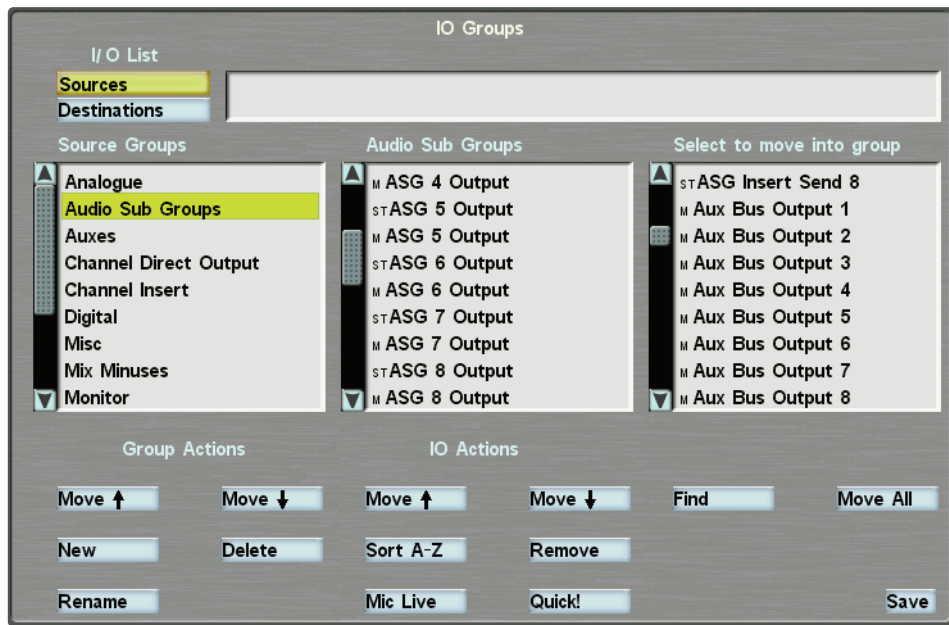 IO Groups
I/O List
Sources
Destinations
Source Groups
Analogue
Audio Sub Groups
Auxes
Channel Direct Output
Channel Insert
Digital
Misc
Mix Minuses
Monitor
Audio Sub Groups
M ASG 4 Output
ST ASG 5 Output
M ASG 5 Output
ST ASG 6 Output
M ASG 6 Output
ST ASG 7 Output
M ASG 7 Output
ST ASG 8 Output
M ASG 8 Output
Select to move into group
ST ASG Insert Send 8
M Aux Bus Output 1
M Aux Bus Output 2
M Aux Bus Output 3
M Aux Bus Output 4
M Aux Bus Output 5
M Aux Bus Output 6
M Aux Bus Output 7
M Aux Bus Output 8
Group Actions
Move ↑ Move ↓
New Delete
Rename
IO Actions
Move ↑ Move ↓
Sort A-Z Remove
Mic Live Quick!
Find Move All
Save